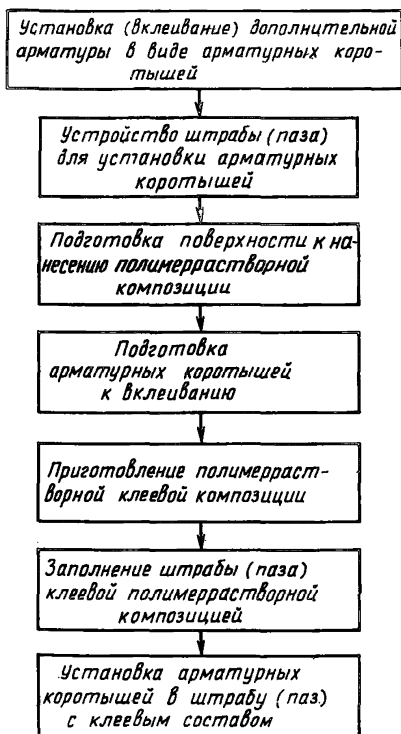 Установка (вклеивание) дополнительной
арматуры в виде арматурных коро-
тышей
Устройство штрабы (паза)
для установки арматурных
коротышей
Подготовка поверхности к на-
несению полимеррастворной
композиции
Подготовка
арматурных коротышей
к вклеиванию
Приготовление полимерраст-
ворной клеевой композиции
Заполнение штрабы (паза)
клеевой полимеррастворной
композицией
Установка арматурных
коротышей в штрабу (паз)
с клеевым составом